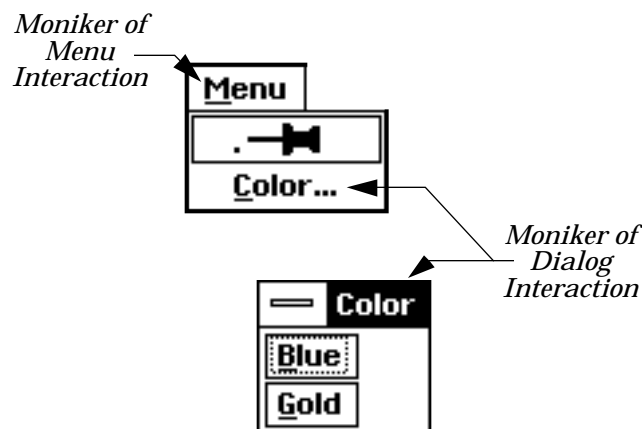 Moniker of
Menu
Interaction
Menu
Color...
Moniker of
Dialog
Interaction
Color
Blue
Gold